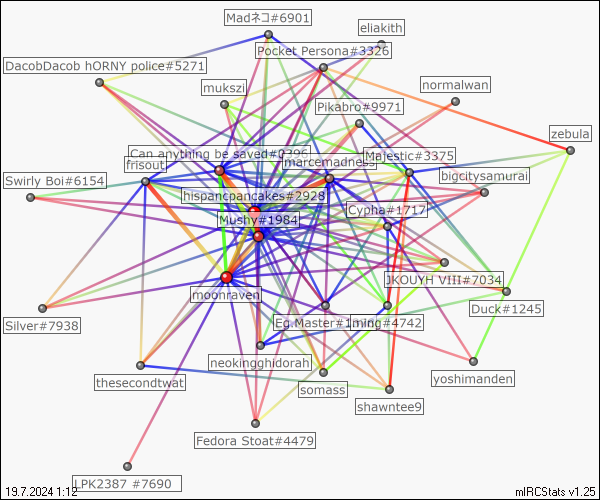 Madネコ#6901
eliakith
Pocket Persona#3326
DacobDacob hORNY police#5271
mukszi
normalwan
Pikabro#9971
zebula
Can anything be saved#0396
marcemadness
Majestic#3375
frisout
Swirly Boi#6154
bigcitysamurai
hispancpancakes#2928
Cypha#1717
Mushy#1984
JKOUYH VIII#7034
moonraven
Duck#1245
Silver#7938
Eg Master#1
ming#4742
neokingghidorah
yoshimanden
thesecondtwat
somass
shawntee9
Fedora Stoat#4479
LPK2387 #7690
19.7.2024 1:12
mIRCStats v1.25